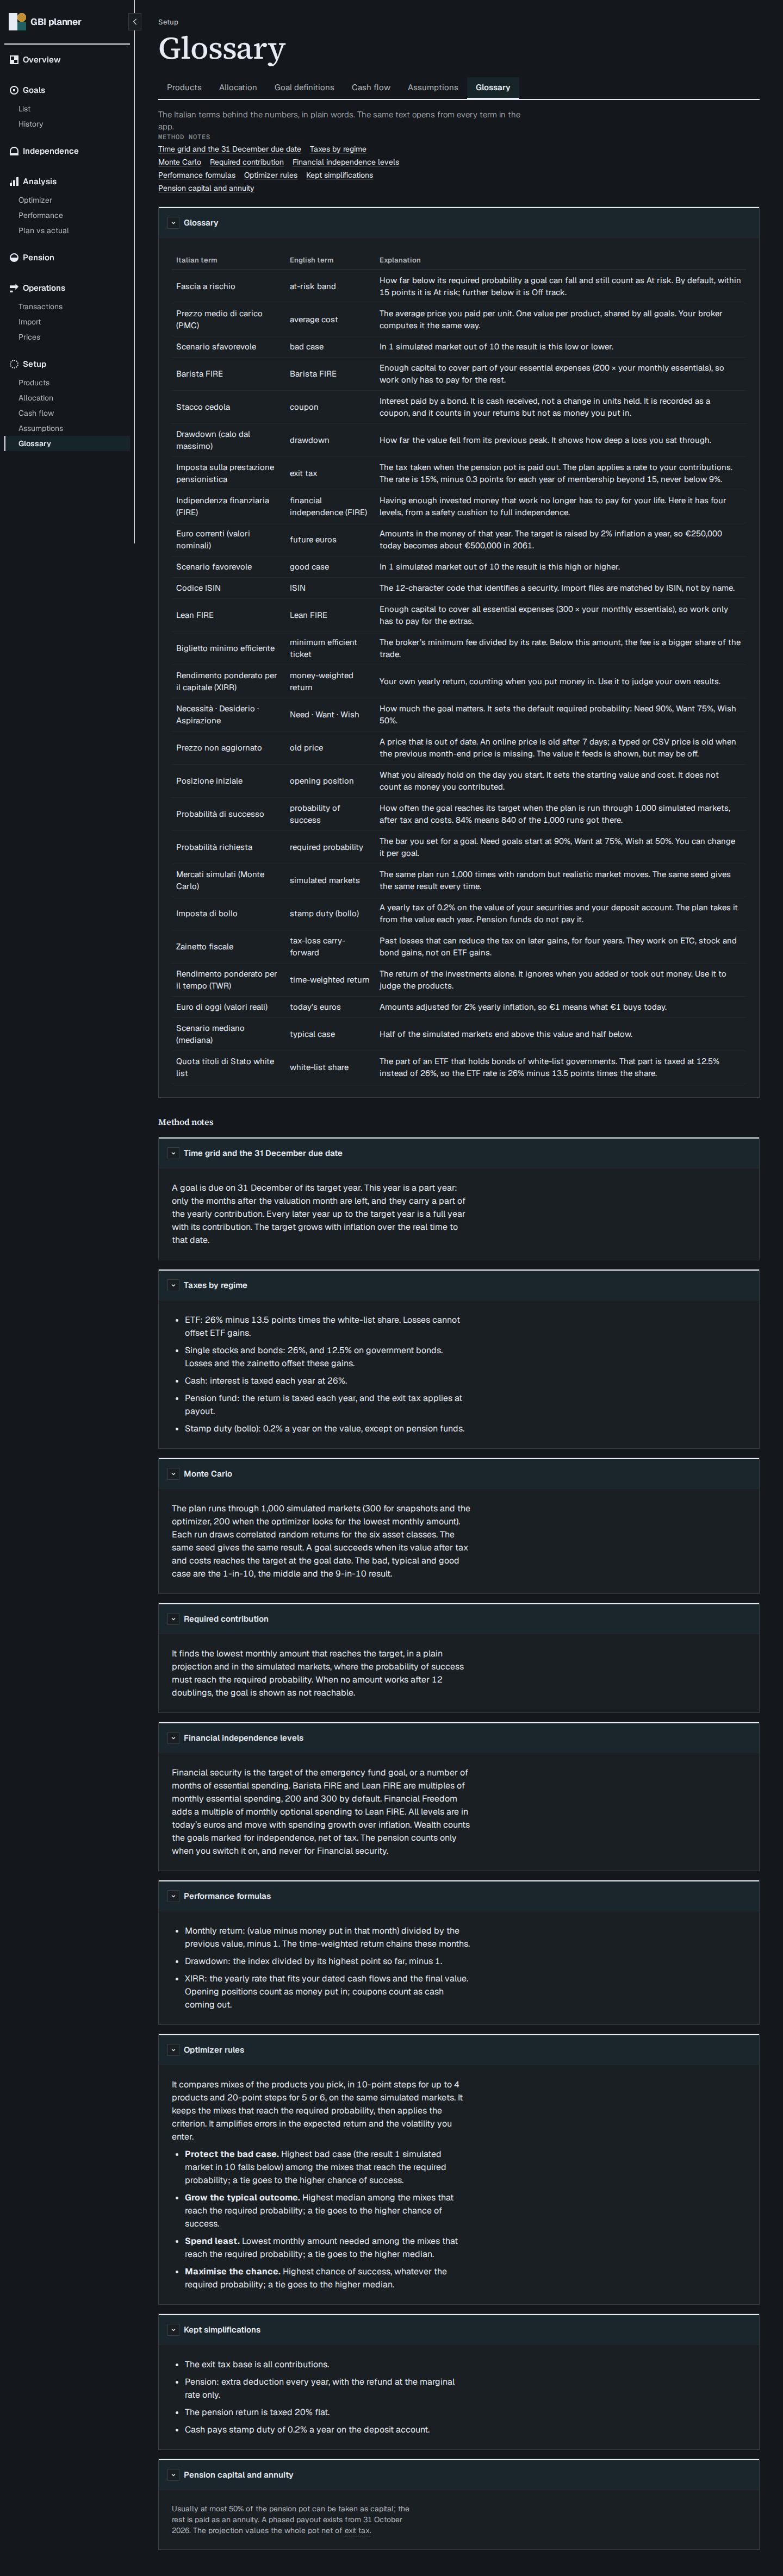 GBI planner
Overview
Goals
List
History
Independence
Analysis
Optimizer
Performance
Plan vs actual
Pension
Operations
Transactions
Import
Prices
Setup
Products
Allocation
Cash flow
Assumptions
Glossary
Setup
Glossary
Products Allocation Goal definitions Cash flow Assumptions Glossary
The Italian terms behind the numbers, in plain words. The same text opens from every term in the
app.
METHOD NOTES
Time grid and the 31 December due date Taxes by regime
Monte Carlo Required contribution Financial independence levels
Performance formulas Optimizer rules Kept simplifications
Pension capital and annuity
Glossary
Italian term English term Explanation
Fascia a rischio at-risk band How far below its required probability a goal can fall and still count as At risk. By default, within
15 points it is At risk; further below it is Off track.
Prezzo medio di carico
(PMC) average cost The average price you paid per unit. One value per product, shared by all goals. Your broker
computes it the same way.
Scenario sfavorevole bad case In 1 simulated market out of 10 the result is this low or lower.
Barista FIRE Barista FIRE Enough capital to cover part of your essential expenses (200 × your monthly essentials), so
work only has to pay for the rest.
Stacco cedola coupon Interest paid by a bond. It is cash received, not a change in units held. It is recorded as a
coupon, and it counts in your returns but not as money you put in.
Drawdown (calo dal
massimo) drawdown How far the value fell from its previous peak. It shows how deep a loss you sat through.
Imposta sulla prestazione
pensionistica exit tax The tax taken when the pension pot is paid out. The plan applies a rate to your contributions.
The rate is 15%, minus 0.3 points for each year of membership beyond 15, never below 9%.
Indipendenza finanziaria
(FIRE) financial
independence (FIRE) Having enough invested money that work no longer has to pay for your life. Here it has four
levels, from a safety cushion to full independence.
Euro correnti (valori
nominali) future euros Amounts in the money of that year. The target is raised by 2% inflation a year, so €250,000
today becomes about €500,000 in 2061.
Scenario favorevole good case In 1 simulated market out of 10 the result is this high or higher.
Codice ISIN ISIN The 12-character code that identifies a security. Import files are matched by ISIN, not by name.
Lean FIRE Lean FIRE Enough capital to cover all essential expenses (300 × your monthly essentials), so work only
has to pay for the extras.
Biglietto minimo efficiente minimum efficient
ticket The broker's minimum fee divided by its rate. Below this amount, the fee is a bigger share of the
trade.
Rendimento ponderato per
il capitale (XIRR) money-weighted
return Your own yearly return, counting when you put money in. Use it to judge your own results.
Necessità · Desiderio ·
Aspirazione Need · Want · Wish How much the goal matters. It sets the default required probability: Need 90%, Want 75%, Wish
50%.
Prezzo non aggiornato old price A price that is out of date. An online price is old after 7 days; a typed or CSV price is old when
the previous month-end price is missing. The value it feeds is shown, but may be off.
Posizione iniziale opening position What you already hold on the day you start. It sets the starting value and cost. It does not
count as money you contributed.
Probabilità di successo probability of
success How often the goal reaches its target when the plan is run through 1,000 simulated markets,
after tax and costs. 84% means 840 of the 1,000 runs got there.
Probabilità richiesta required probability The bar you set for a goal. Need goals start at 90%, Want at 75%, Wish at 50%. You can change
it per goal.
Mercati simulati (Monte
Carlo) simulated markets The same plan run 1,000 times with random but realistic market moves. The same seed gives
the same result every time.
Imposta di bollo stamp duty (bollo) A yearly tax of 0.2% on the value of your securities and your deposit account. The plan takes it
from the value each year. Pension funds do not pay it.
Zainetto fiscale tax-loss carry-
forward Past losses that can reduce the tax on later gains, for four years. They work on ETC, stock and
bond gains, not on ETF gains.
Rendimento ponderato per
il tempo (TWR) time-weighted return The return of the investments alone. It ignores when you added or took out money. Use it to
judge the products.
Euro di oggi (valori reali) today's euros Amounts adjusted for 2% yearly inflation, so €1 means what €1 buys today.
Scenario mediano
(mediana) typical case Half of the simulated markets end above this value and half below.
Quota titoli di Stato white
list white-list share The part of an ETF that holds bonds of white-list governments. That part is taxed at 12.5%
instead of 26%, so the ETF rate is 26% minus 13.5 points times the share.
Method notes
Time grid and the 31 December due date
A goal is due on 31 December of its target year. This year is a part year:
only the months after the valuation month are left, and they carry a part of
the yearly contribution. Every later year up to the target year is a full year
with its contribution. The target grows with inflation over the real time to
that date.
Taxes by regime
• ETF: 26% minus 13.5 points times the white-list share. Losses cannot
offset ETF gains.
• Single stocks and bonds: 26%, and 12.5% on government bonds.
Losses and the zainetto offset these gains.
• Cash: interest is taxed each year at 26%.
• Pension fund: the return is taxed each year, and the exit tax applies at
payout.
• Stamp duty (bollo): 0.2% a year on the value, except on pension funds.
Monte Carlo
The plan runs through 1,000 simulated markets (300 for snapshots and the
optimizer, 200 when the optimizer looks for the lowest monthly amount).
Each run draws correlated random returns for the six asset classes. The
same seed gives the same result. A goal succeeds when its value after tax
and costs reaches the target at the goal date. The bad, typical and good
case are the 1-in-10, the middle and the 9-in-10 result.
Required contribution
It finds the lowest monthly amount that reaches the target, in a plain
projection and in the simulated markets, where the probability of success
must reach the required probability. When no amount works after 12
doublings, the goal is shown as not reachable.
Financial independence levels
Financial security is the target of the emergency fund goal, or a number of
months of essential spending. Barista FIRE and Lean FIRE are multiples of
monthly essential spending, 200 and 300 by default. Financial Freedom
adds a multiple of monthly optional spending to Lean FIRE. All levels are in
today's euros and move with spending growth over inflation. Wealth counts
the goals marked for independence, net of tax. The pension counts only
when you switch it on, and never for Financial security.
Performance formulas
• Monthly return: (value minus money put in that month) divided by the
previous value, minus 1. The time-weighted return chains these months.
• Drawdown: the index divided by its highest point so far, minus 1.
• XIRR: the yearly rate that fits your dated cash flows and the final value.
Opening positions count as money put in; coupons count as cash
coming out.
Optimizer rules
It compares mixes of the products you pick, in 10-point steps for up to 4
products and 20-point steps for 5 or 6, on the same simulated markets. It
keeps the mixes that reach the required probability, then applies the
criterion. It amplifies errors in the expected return and the volatility you
enter.
• Protect the bad case. Highest bad case (the result 1 simulated
market in 10 falls below) among the mixes that reach the required
probability; a tie goes to the higher chance of success.
• Grow the typical outcome. Highest median among the mixes that
reach the required probability; a tie goes to the higher chance of
success.
• Spend least. Lowest monthly amount needed among the mixes that
reach the required probability; a tie goes to the higher median.
• Maximise the chance. Highest chance of success, whatever the
required probability; a tie goes to the higher median.
Kept simplifications
• The exit tax base is all contributions.
• Pension: extra deduction every year, with the refund at the marginal
rate only.
• The pension return is taxed 20% flat.
• Cash pays stamp duty of 0.2% a year on the deposit account.
Pension capital and annuity
Usually at most 50% of the pension pot can be taken as capital; the
rest is paid as an annuity. A phased payout exists from 31 October
2026. The projection values the whole pot net of exit tax.